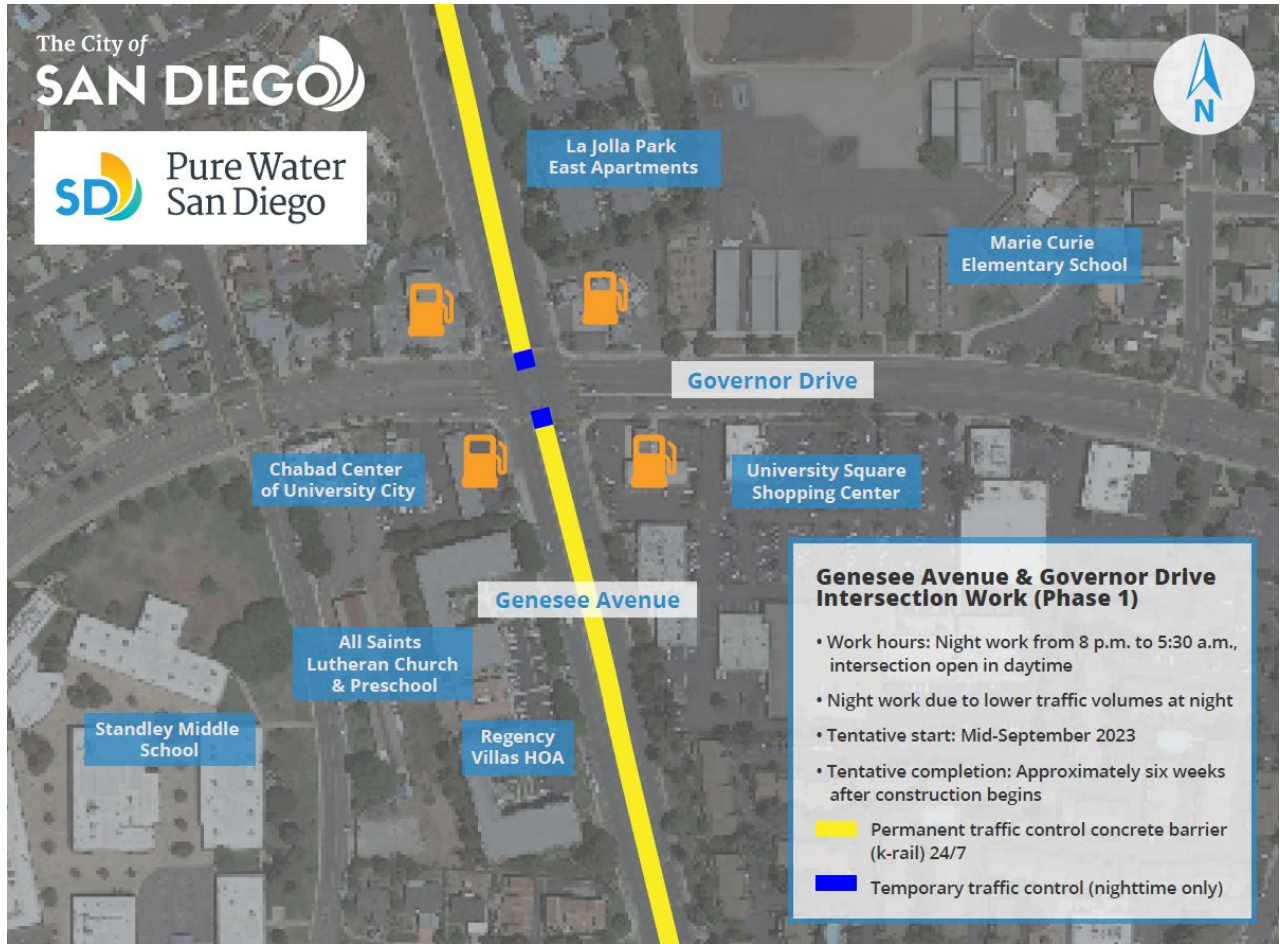 The City of
SAN DIEGO
SD
Pure Water
San Diego
N
La Jolla Park
East Apartments
Marie Curie
Elementary School
Governor Drive
Chabad Center
of University City
University Square
Shopping Center
Genesee Avenue
All Saints
Lutheran Church
& Preschool
Standley Middle
School
Regency
Villas HOA
Genesee Avenue & Governor Drive
Intersection Work (Phase 1)
• Work hours: Night work from 8 p.m. to 5:30 a.m.,
intersection open in daytime
• Night work due to lower traffic volumes at night
• Tentative start: Mid-September 2023
• Tentative completion: Approximately six weeks
after construction begins
Permanent traffic control concrete barrier
(k-rail) 24/7
Temporary traffic control (nighttime only)